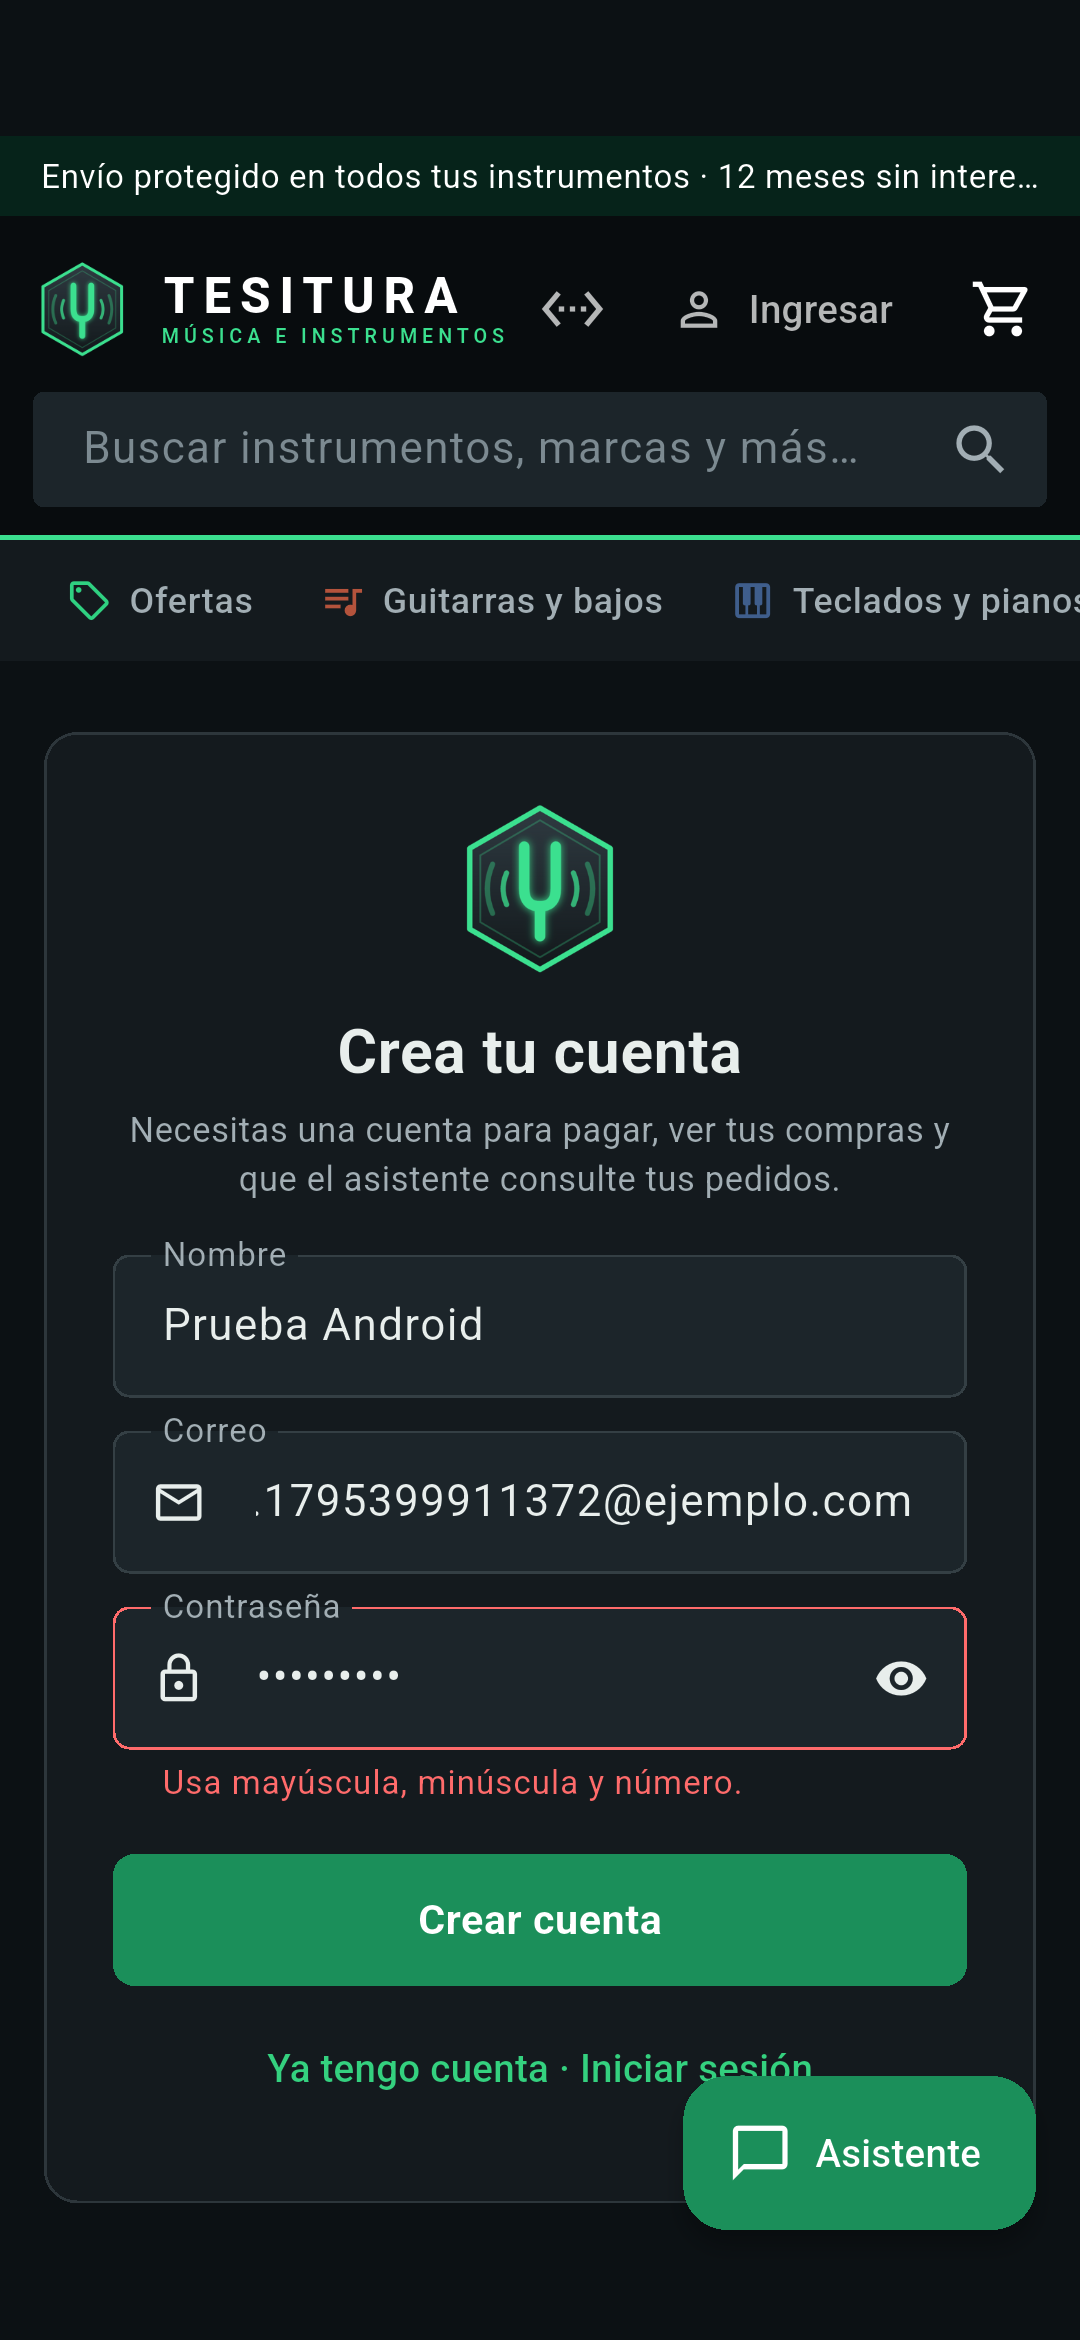 Envío protegido en todos tus instrumentos · 12 meses sin intere…
TESITURA
MÚSICA E INSTRUMENTOS
Ingresar
Buscar instrumentos, marcas y más…
Ofertas
Guitarras y bajos
Teclados y pianos
Crea tu cuenta
Necesitas una cuenta para pagar, ver tus compras y
que el asistente consulte tus pedidos.
Nombre
Prueba Android
Correo
.1795399911372@ejemplo.com
Contraseña
•••••••••
Usa mayúscula, minúscula y número.
Crear cuenta
Ya tengo cuenta · Iniciar sesión
Asistente